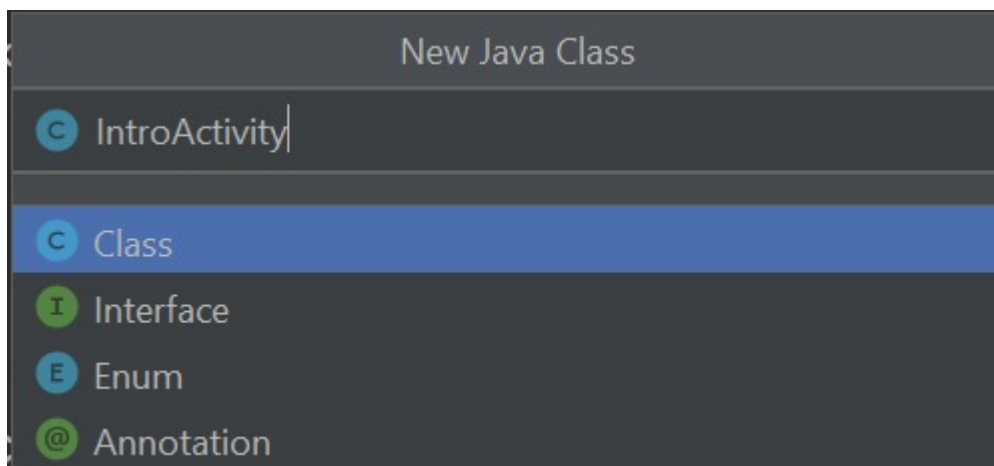 New Java Class
C IntroActivity
C Class
I Interface
E Enum
@ Annotation